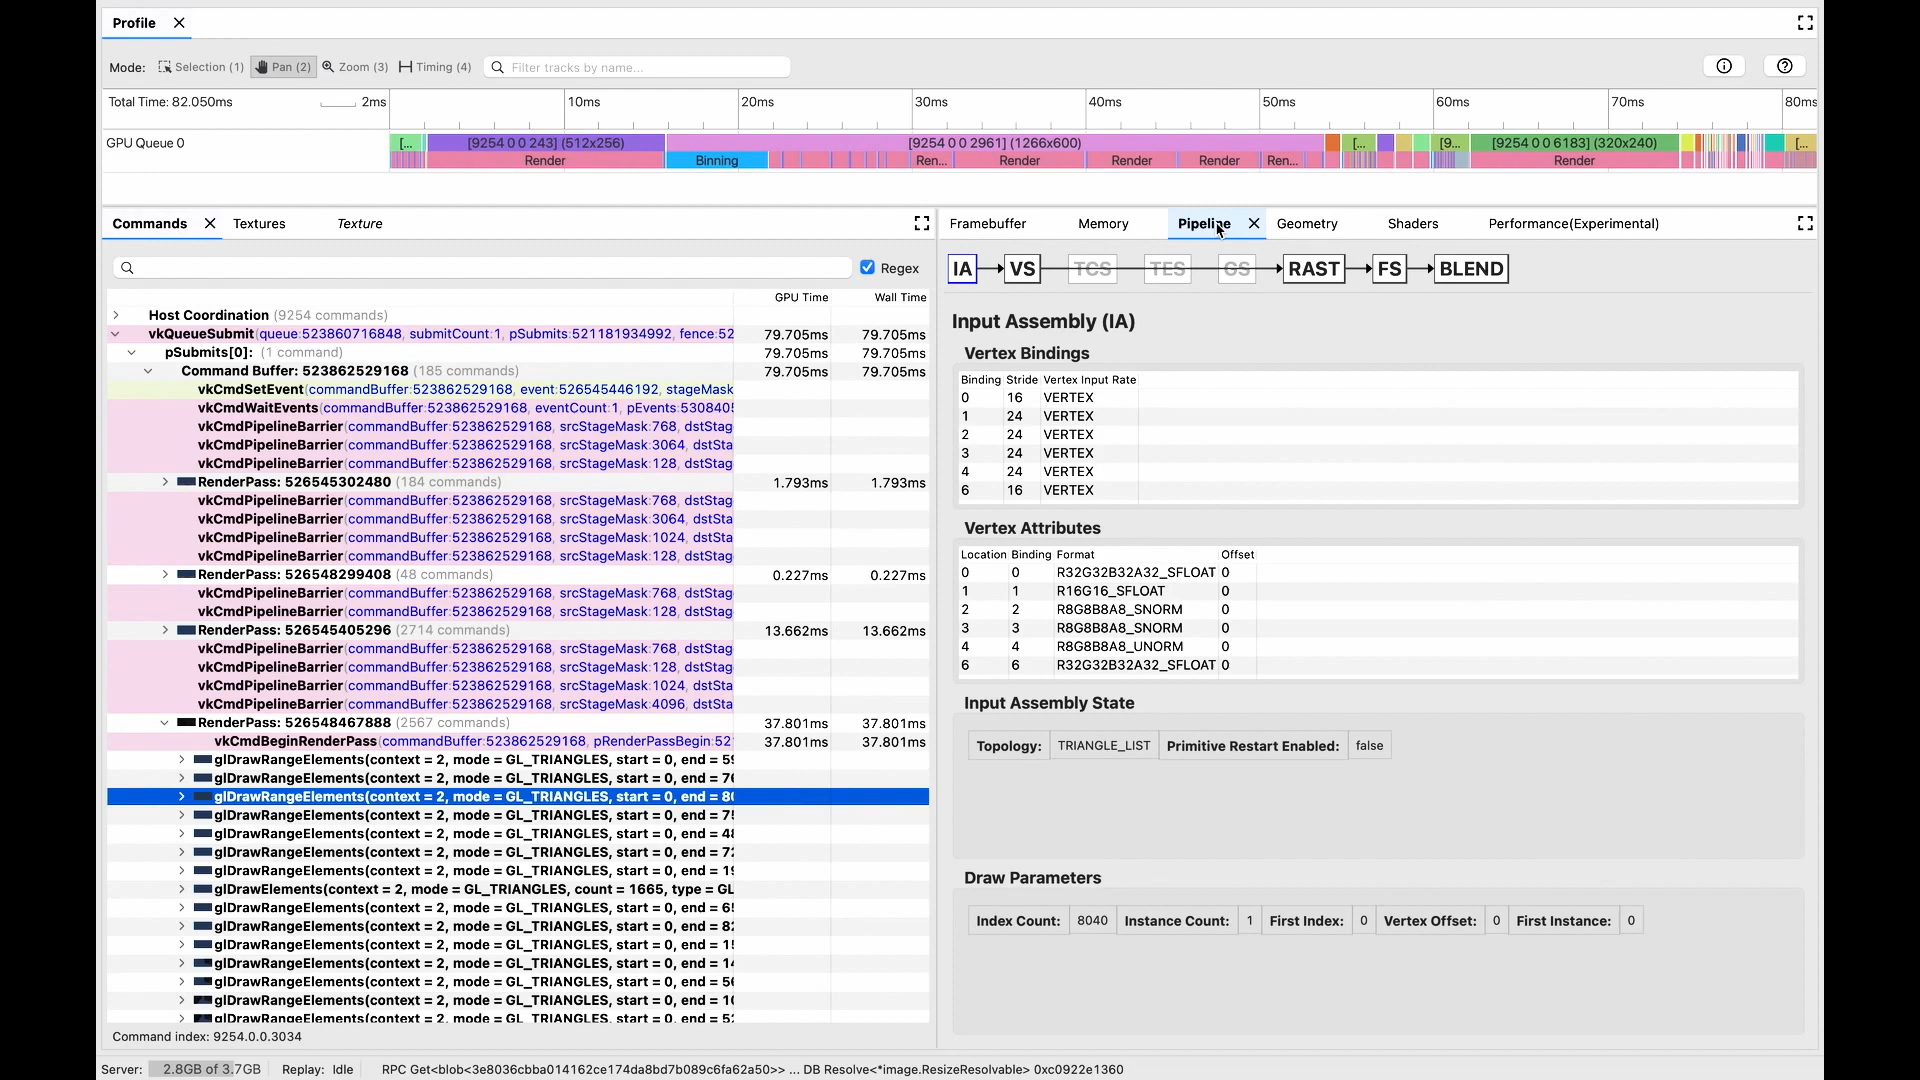 Profile
Mode: Selection (1) Pan (2) Zoom (3) Timing (4) Filter tracks by name...
Total Time: 82.050ms 2ms 10ms 20ms 30ms 40ms 50ms 60ms 70ms 80ms
GPU Queue 0 [... [9254 0 0 243] (512x256) [9254 0 0 2961] (1266x600) [... [9... [9254 0 0 6183] (320x240) [...
Render Binning Ren... Render Render Render Ren... Render
Commands Textures Texture
Regex
GPU Time Wall Time
Host Coordination (9254 commands)
vkQueueSubmit(queue:523860716848, submitCount:1, pSubmits:521181934992, fence:52 79.705ms 79.705ms
pSubmits[0]: (1 command) 79.705ms 79.705ms
Command Buffer: 523862529168 (185 commands) 79.705ms 79.705ms
vkCmdSetEvent(commandBuffer:523862529168, event:526545446192, stageMask
vkCmdWaitEvents(commandBuffer:523862529168, eventCount:1, pEvents:530840
vkCmdPipelineBarrier(commandBuffer:523862529168, srcStageMask:768, dstStag
vkCmdPipelineBarrier(commandBuffer:523862529168, srcStageMask:3064, dstSta
vkCmdPipelineBarrier(commandBuffer:523862529168, srcStageMask:128, dstStag
RenderPass: 526545302480 (184 commands) 1.793ms 1.793ms
vkCmdPipelineBarrier(commandBuffer:523862529168, srcStageMask:768, dstStag
vkCmdPipelineBarrier(commandBuffer:523862529168, srcStageMask:3064, dstSta
vkCmdPipelineBarrier(commandBuffer:523862529168, srcStageMask:1024, dstSta
vkCmdPipelineBarrier(commandBuffer:523862529168, srcStageMask:128, dstStag
RenderPass: 526548299408 (48 commands) 0.227ms 0.227ms
vkCmdPipelineBarrier(commandBuffer:523862529168, srcStageMask:768, dstStag
vkCmdPipelineBarrier(commandBuffer:523862529168, srcStageMask:128, dstStag
RenderPass: 526545405296 (2714 commands) 13.662ms 13.662ms
vkCmdPipelineBarrier(commandBuffer:523862529168, srcStageMask:768, dstStag
vkCmdPipelineBarrier(commandBuffer:523862529168, srcStageMask:128, dstStag
vkCmdPipelineBarrier(commandBuffer:523862529168, srcStageMask:1024, dstSta
vkCmdPipelineBarrier(commandBuffer:523862529168, srcStageMask:4096, dstSta
RenderPass: 526548467888 (2567 commands) 37.801ms 37.801ms
vkCmdBeginRenderPass(commandBuffer:523862529168, pRenderPassBegin:52 37.801ms 37.801ms
glDrawRangeElements(context = 2, mode = GL_TRIANGLES, start = 0, end = 59
glDrawRangeElements(context = 2, mode = GL_TRIANGLES, start = 0, end = 76
glDrawRangeElements(context = 2, mode = GL_TRIANGLES, start = 0, end = 80
glDrawRangeElements(context = 2, mode = GL_TRIANGLES, start = 0, end = 75
glDrawRangeElements(context = 2, mode = GL_TRIANGLES, start = 0, end = 48
glDrawRangeElements(context = 2, mode = GL_TRIANGLES, start = 0, end = 72
glDrawRangeElements(context = 2, mode = GL_TRIANGLES, start = 0, end = 19
glDrawElements(context = 2, mode = GL_TRIANGLES, count = 1665, type = GL
glDrawRangeElements(context = 2, mode = GL_TRIANGLES, start = 0, end = 65
glDrawRangeElements(context = 2, mode = GL_TRIANGLES, start = 0, end = 82
glDrawRangeElements(context = 2, mode = GL_TRIANGLES, start = 0, end = 15
glDrawRangeElements(context = 2, mode = GL_TRIANGLES, start = 0, end = 14
glDrawRangeElements(context = 2, mode = GL_TRIANGLES, start = 0, end = 56
glDrawRangeElements(context = 2, mode = GL_TRIANGLES, start = 0, end = 10
glDrawRangeElements(context = 2, mode = GL_TRIANGLES, start = 0, end = 52
Command index: 9254.0.0.3034
Framebuffer Memory Pipeline Geometry Shaders Performance(Experimental)
IA VS TCS TES GS RAST FS BLEND
Input Assembly (IA)
Vertex Bindings
Binding Stride Vertex Input Rate
0 16 VERTEX
1 24 VERTEX
2 24 VERTEX
3 24 VERTEX
4 24 VERTEX
6 16 VERTEX
Vertex Attributes
Location Binding Format Offset
0 0 R32G32B32A32_SFLOAT 0
1 1 R16G16_SFLOAT 0
2 2 R8G8B8A8_SNORM 0
3 3 R8G8B8A8_SNORM 0
4 4 R8G8B8A8_UNORM 0
6 6 R32G32B32A32_SFLOAT 0
Input Assembly State
Topology: TRIANGLE_LIST Primitive Restart Enabled: false
Draw Parameters
Index Count: 8040 Instance Count: 1 First Index: 0 Vertex Offset: 0 First Instance: 0
Server: 2.8GB of 3.7GB Replay: Idle RPC Get<blob<3e8036cbba014162ce174da8bd7b089c6fa62a50>> ... DB Resolve<*image.ResizeResolvable> 0xc0922e1360